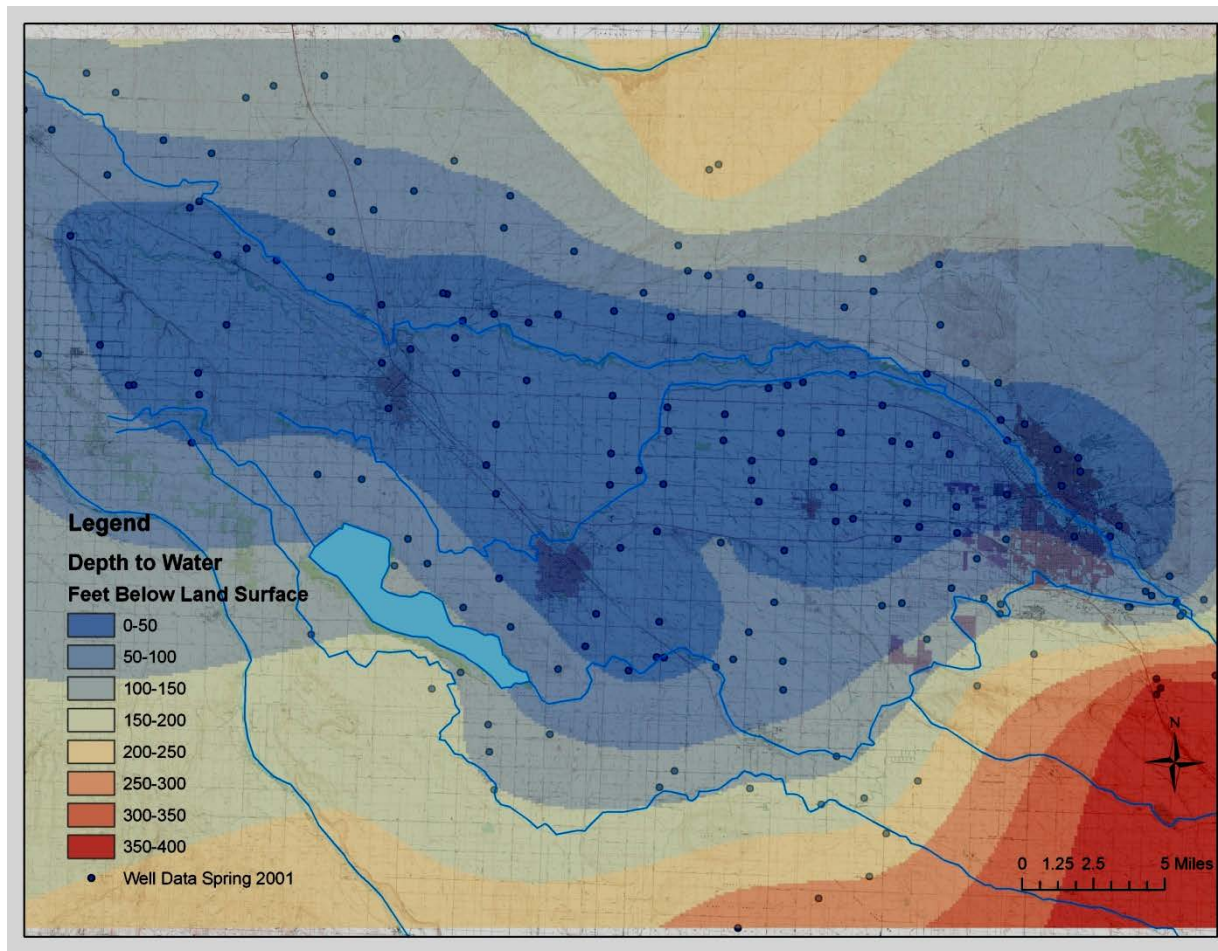 Legend
Depth to Water
Feet Below Land Surface
0-50
50-100
100-150
150-200
200-250
250-300
300-350
350-400
Well Data Spring 2001
N
0 1.25 2.5 5 Miles